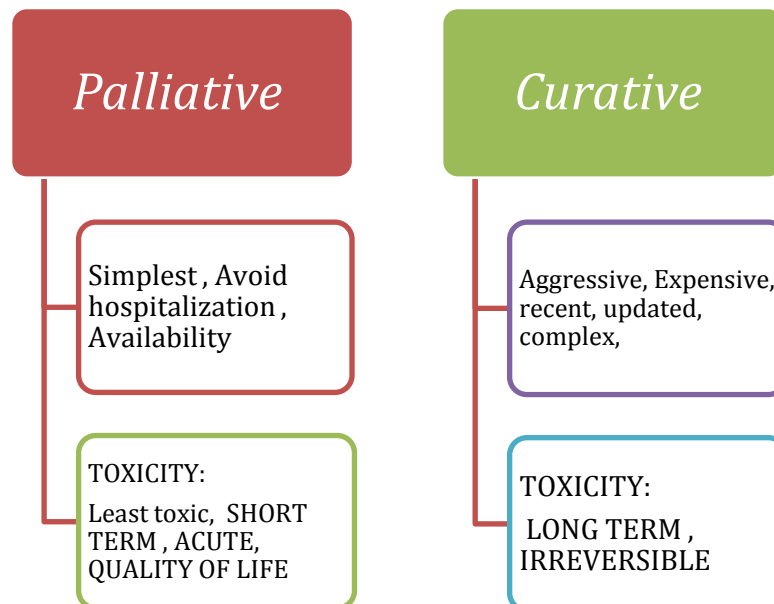 Palliative
Simplest , Avoid
hospitalization ,
Availability
TOXICITY:
Least toxic, SHORT
TERM , ACUTE,
QUALITY OF LIFE
Curative
Aggressive, Expensive,
recent, updated,
complex,
TOXICITY:
LONG TERM ,
IRREVERSIBLE